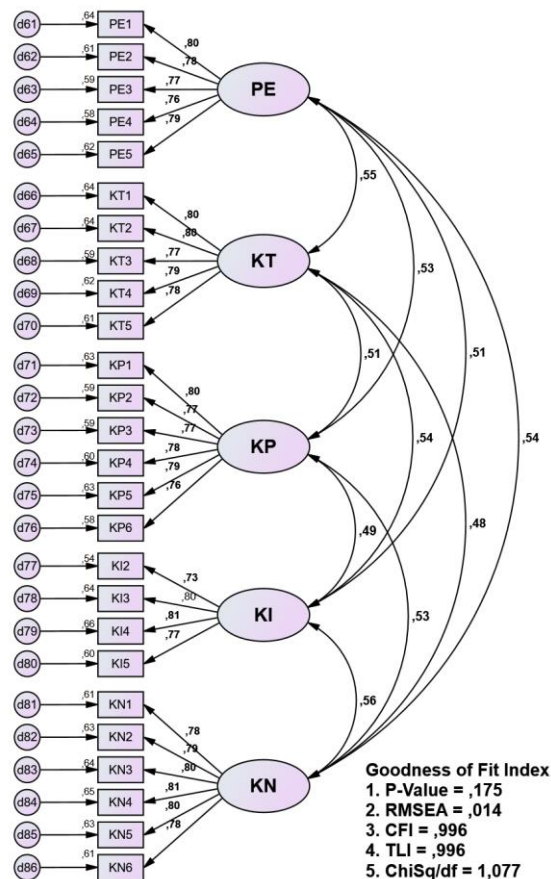 d61 ,64 PE1
,80
d62 ,61 PE2
,78
d63 ,59 PE3
,77
PE
d64 ,58 PE4
,76
d65 ,62 PE5
,79
,55
d66 ,64 KT1
,80
d67 ,64 KT2
,80
d68 ,59 KT3
,77
KT
d69 ,62 KT4
,79
d70 ,61 KT5
,78
,53
,51
,51
d71 ,63 KP1
,80
d72 ,59 KP2
,77
d73 ,59 KP3
,77
KP
,54
,54
d74 ,60 KP4
,78
d75 ,63 KP5
,79
d76 ,58 KP6
,76
,49
,48
d77 ,54 KI2
,73
d78 ,64 KI3
,80
KI
,53
d79 ,66 KI4
,81
d80 ,60 KI5
,77
,56
d81 ,61 KN1
,78
d82 ,63 KN2
,79
d83 ,64 KN3
,80
KN
d84 ,65 KN4
,81
d85 ,63 KN5
,80
d86 ,61 KN6
,78
Goodness of Fit Index
1. P-Value = ,175
2. RMSEA = ,014
3. CFI = ,996
4. TLI = ,996
5. ChiSq/df = 1,077